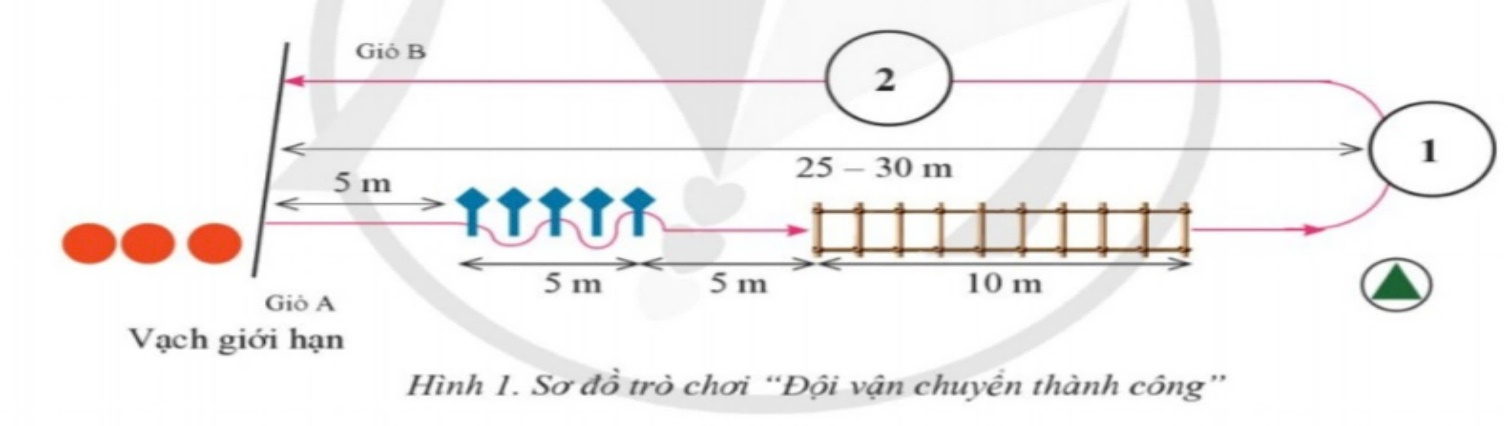 Giỏ B
2
1
25 – 30 m
5 m
5 m
5 m
10 m
Giỏ A
Vạch giới hạn
Hình 1. Sơ đồ trò chơi “Đội vận chuyển thành công”